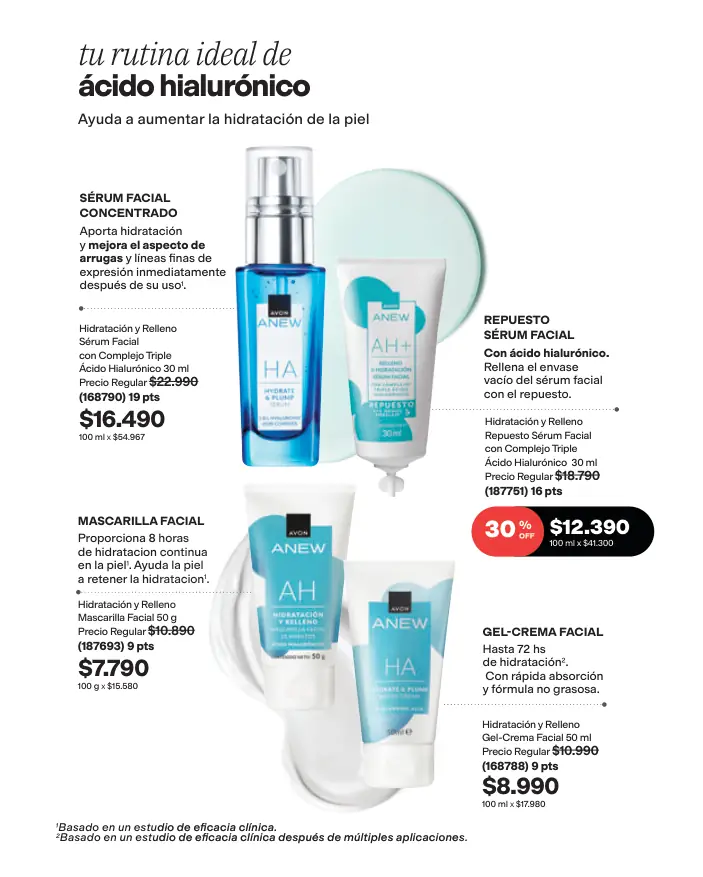 tu rutina ideal de
ácido hialurónico
Ayuda a aumentar la hidratación de la piel
SÉRUM FACIAL
CONCENTRADO
Aporta hidratación
y mejora el aspecto de
arrugas y líneas finas de
expresión inmediatamente
después de su uso¹.
Hidratación y Relleno
Sérum Facial
con Complejo Triple
Ácido Hialurónico 30 ml
Precio Regular $22.990
(168790) 19 pts
$16.490
100 ml x $54.967
AVON
ANEW
HA
HYDRATE
& PLUMP
SERUM
AVON
ANEW
AH+
RELLENO
E HIDRATACIÓN
SÉRUM FACIAL
REPUESTO
30 ml
REPUESTO
SÉRUM FACIAL
Con ácido hialurónico.
Rellena el envase
vacío del sérum facial
con el repuesto.
Hidratación y Relleno
Repuesto Sérum Facial
con Complejo Triple
Ácido Hialurónico 30 ml
Precio Regular $18.790
(187751) 16 pts
30 % OFF
$12.390
100 ml x $41.300
MASCARILLA FACIAL
Proporciona 8 horas
de hidratacion continua
en la piel¹. Ayuda la piel
a retener la hidratacion¹.
Hidratación y Relleno
Mascarilla Facial 50 g
Precio Regular $10.890
(187693) 9 pts
$7.790
100 g x $15.580
AVON
ANEW
AH
HIDRATACIÓN
Y RELLENO
MASCARILLA FACIAL
50 g
AVON
ANEW
HA
HYDRATE & PLUMP
50ml e
GEL-CREMA FACIAL
Hasta 72 hs
de hidratación².
Con rápida absorción
y fórmula no grasosa.
Hidratación y Relleno
Gel-Crema Facial 50 ml
Precio Regular $10.990
(168788) 9 pts
$8.990
100 ml x $17.980
¹Basado en un estudio de eficacia clínica.
²Basado en un estudio de eficacia clínica después de múltiples aplicaciones.